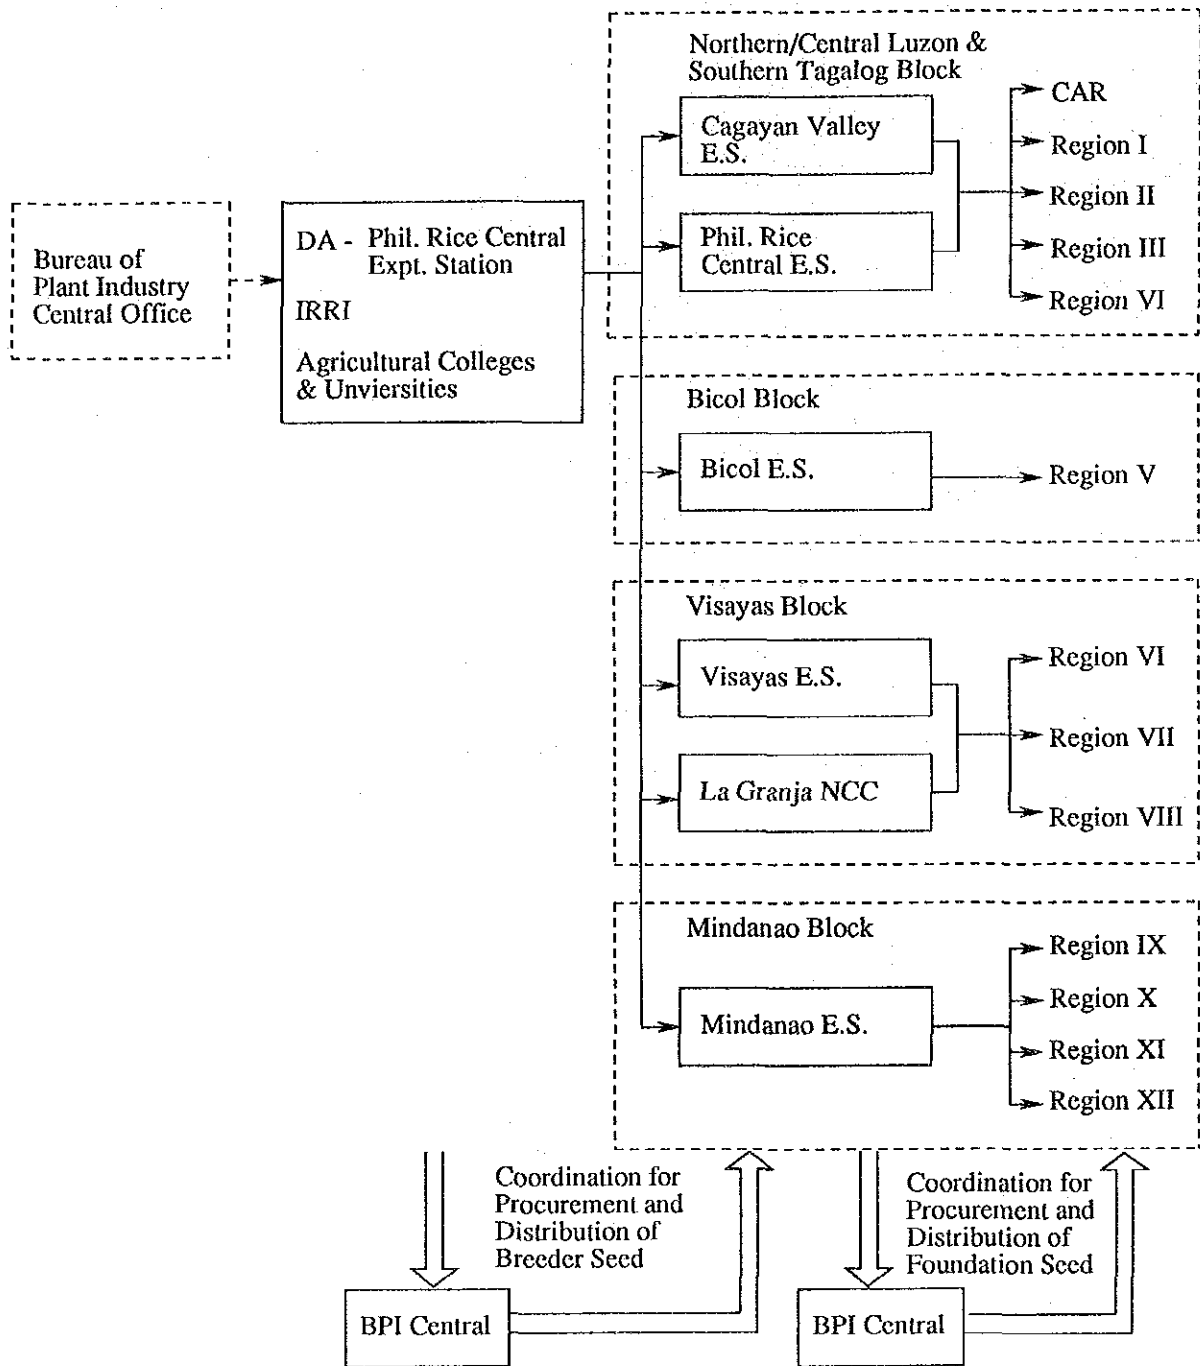 Bureau of
Plant Industry
Central Office
DA - Phil. Rice Central
Expt. Station
IRRI
Agricultural Colleges
& Unviersities
Northern/Central Luzon &
Southern Tagalog Block
Cagayan Valley
E.S.
Phil. Rice
Central E.S.
CAR
Region I
Region II
Region III
Region VI
Bicol Block
Bicol E.S.
Region V
Visayas Block
Visayas E.S.
La Granja NCC
Region VI
Region VII
Region VIII
Mindanao Block
Mindanao E.S.
Region IX
Region X
Region XI
Region XII
Coordination for
Procurement and
Distribution of
Breeder Seed
BPI Central
Coordination for
Procurement and
Distribution of
Foundation Seed
BPI Central